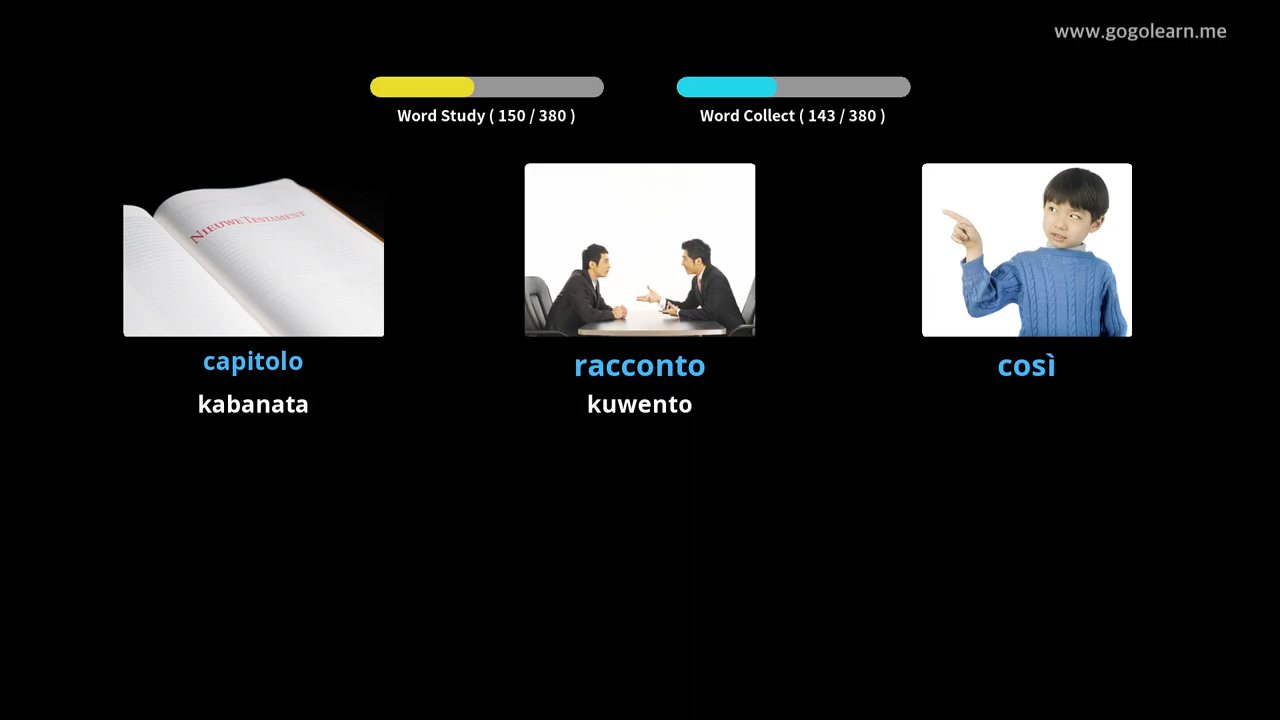 www.gogolearn.me
Word Study ( 150 / 380 )
Word Collect ( 143 / 380 )
NIEUWE TESTAMENT
capitolo
racconto
così
kabanata
kuwento